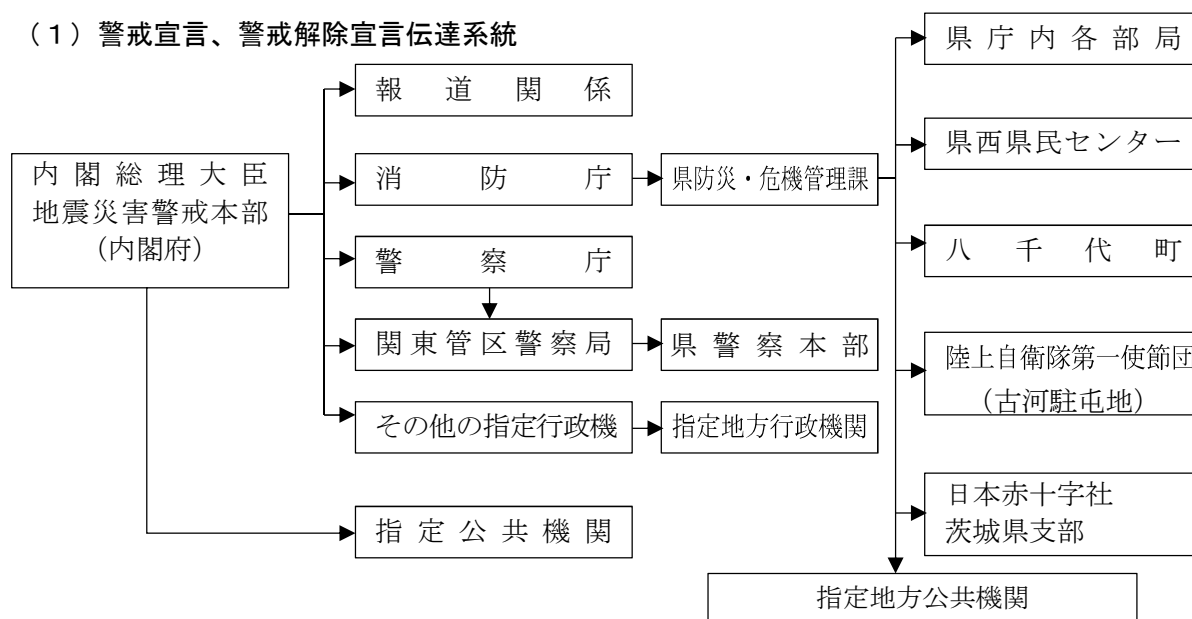 （１）警戒宣言、警戒解除宣言伝達系統
内閣総理大臣
地震災害警戒本部
（内閣府）
報道関係
消防庁
警察庁
関東管区警察局
その他の指定行政機
指定公共機関
県防災・危機管理課
県警察本部
指定地方行政機関
県庁内各部局
県西県民センター
八千代町
陸上自衛隊第一使節団
（古河駐屯地）
日本赤十字社
茨城県支部
指定地方公共機関